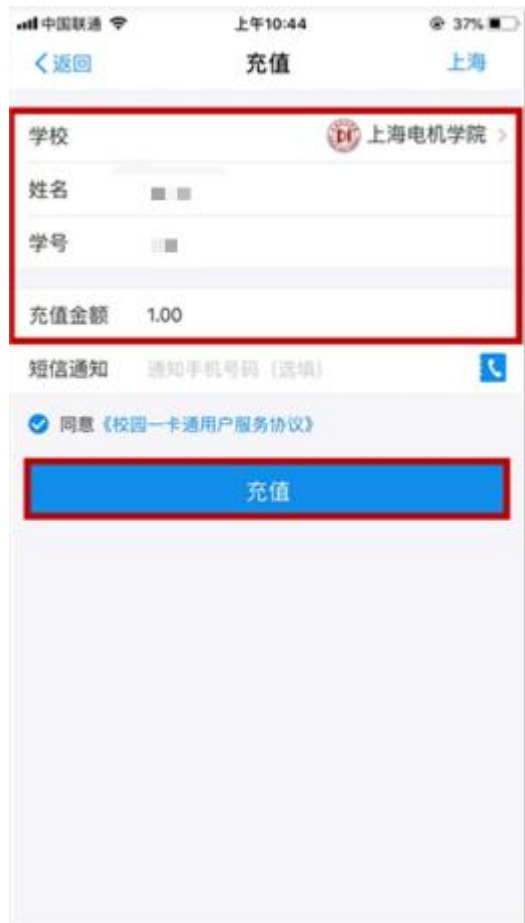 中国联通 上午10:44 37%
返回 充值 上海
学校 上海电机学院
姓名
学号
充值金额 1.00
短信通知 通知手机号码（选填）
同意《校园一卡通用户服务协议》
充值